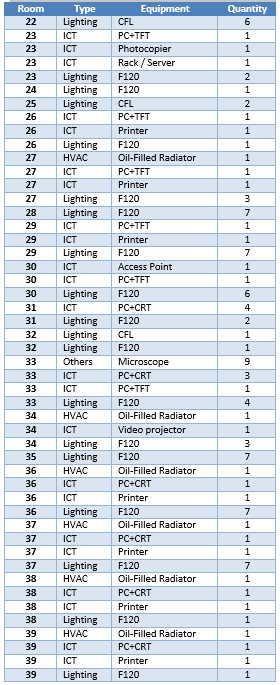 Room Type Equipment Quantity
22 Lighting CFL 6
23 ICT PC+TFT 1
23 ICT Photocopier 1
23 ICT Rack / Server 1
23 Lighting F120 2
24 Lighting F120 1
25 Lighting CFL 2
26 ICT PC+TFT 1
26 ICT Printer 1
26 Lighting F120 1
27 HVAC Oil-Filled Radiator 1
27 ICT PC+TFT 1
27 ICT Printer 1
27 Lighting F120 3
28 Lighting F120 7
29 ICT PC+TFT 1
29 ICT Printer 1
29 Lighting F120 7
30 ICT Access Point 1
30 ICT PC+TFT 1
30 Lighting F120 6
31 ICT PC+CRT 4
31 Lighting F120 2
32 Lighting CFL 1
32 Lighting F120 1
33 Others Microscope 9
33 ICT PC+CRT 3
33 ICT PC+TFT 1
33 Lighting F120 4
34 HVAC Oil-Filled Radiator 1
34 ICT Video projector 1
34 Lighting F120 3
35 Lighting F120 7
36 HVAC Oil-Filled Radiator 1
36 ICT PC+CRT 1
36 ICT Printer 1
36 Lighting F120 7
37 HVAC Oil-Filled Radiator 1
37 ICT PC+CRT 1
37 ICT Printer 1
37 Lighting F120 7
38 HVAC Oil-Filled Radiator 1
38 ICT PC+CRT 1
38 ICT Printer 1
38 Lighting F120 1
39 HVAC Oil-Filled Radiator 1
39 ICT PC+CRT 1
39 ICT Printer 1
39 Lighting F120 1